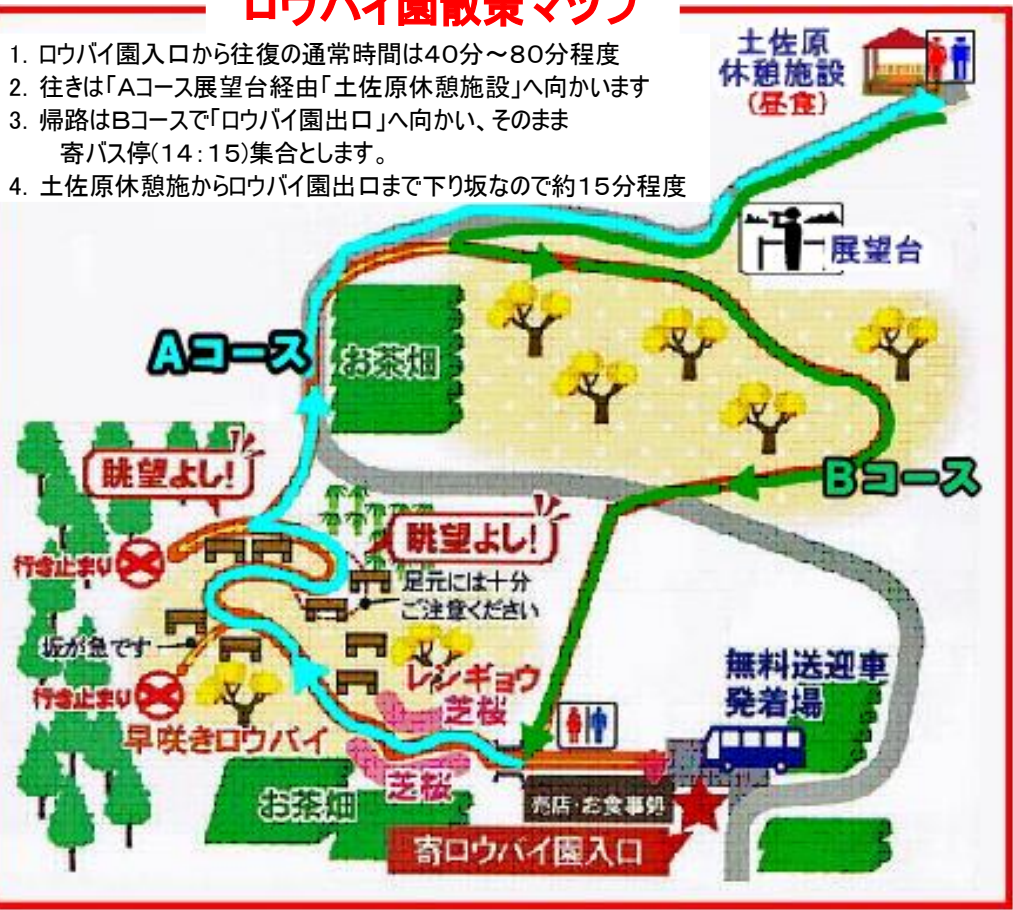 ロウバイ園散策マップ
1. ロウバイ園入口から往復の通常時間は40分～80分程度
2. 往きは「Aコース展望台経由「土佐原休憩施設」へ向かいます
3. 帰路はBコースで「ロウバイ園出口」へ向かい、そのまま
寄バス停(14:15)集合とします。
4. 土佐原休憩施からロウバイ園出口まで下り坂なので約15分程度
土佐原
休憩施設
(昼食)
展望台
Aコース
お茶畑
眺望よし!
Bコース
眺望よし!
行き止まり
足元には十分
ご注意ください
坂が急です
行き止まり
レンギョウ
無料送迎車
発着場
芝桜
早咲きロウバイ
芝桜
お茶畑
売店・お食事処
寄ロウバイ園入口